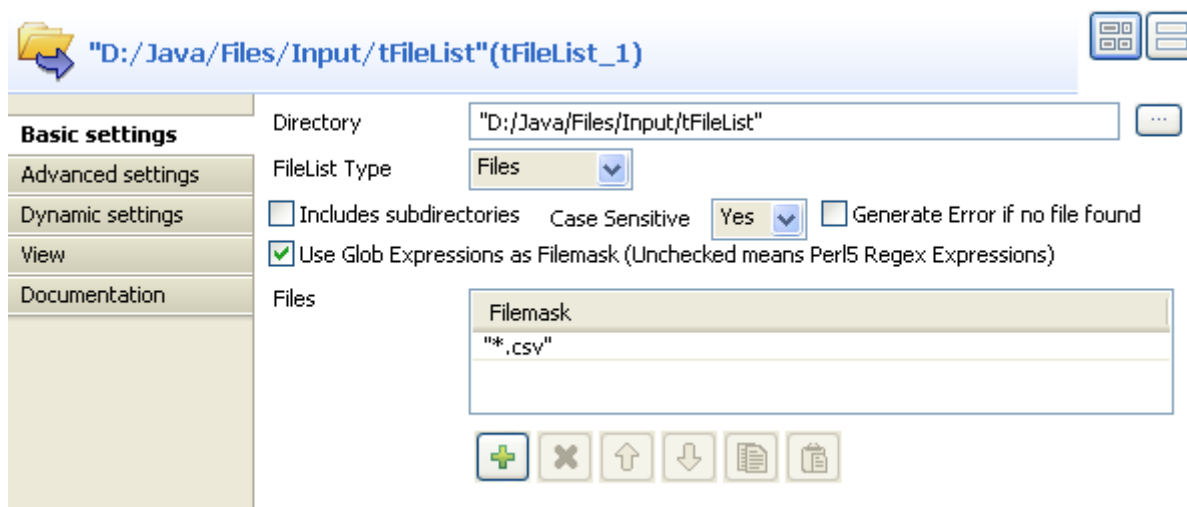 "D:/Java/Files/Input/tFileList"(tFileList_1)
Basic settings
Advanced settings
Dynamic settings
View
Documentation
Directory "D:/Java/Files/Input/tFileList" ...
FileList Type Files
Includes subdirectories Case Sensitive Yes Generate Error if no file found
Use Glob Expressions as Filemask (Unchecked means Perl5 Regex Expressions)
Files
Filemask
"*.csv"